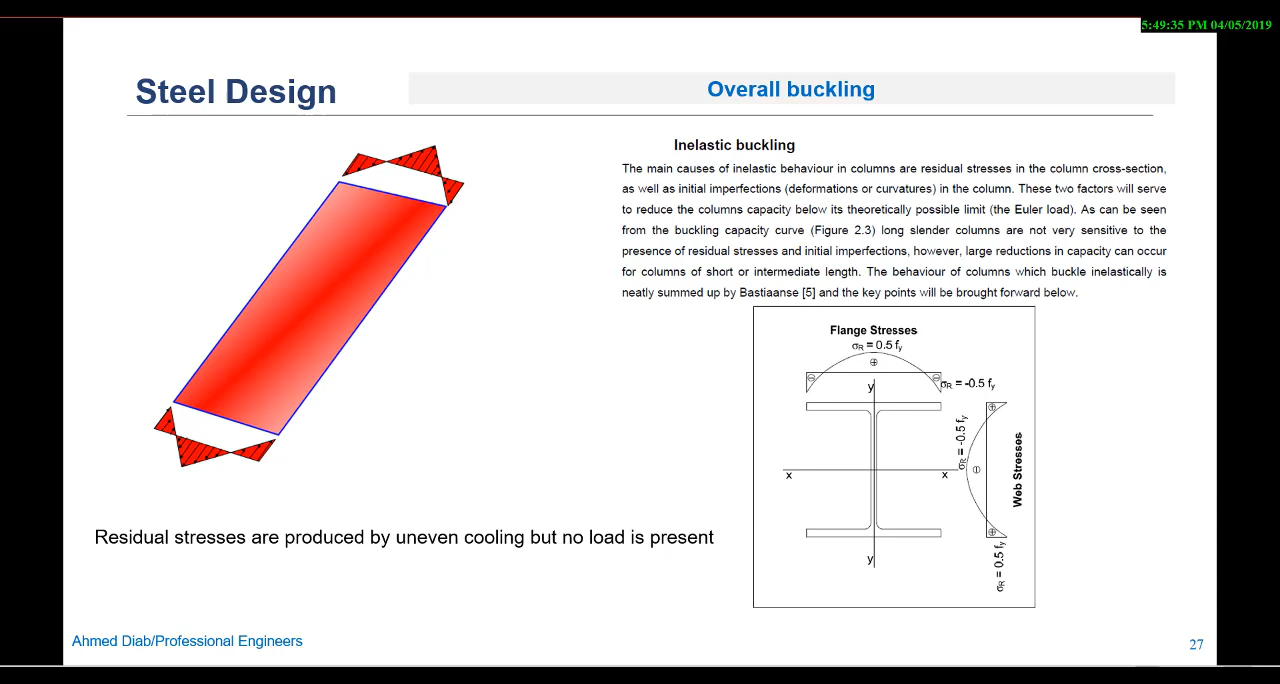 5:49:35 PM 04/05/2019
Steel Design
Overall buckling
Inelastic buckling
The main causes of inelastic behaviour in columns are residual stresses in the column cross-section,
as well as initial imperfections (deformations or curvatures) in the column. These two factors will serve
to reduce the columns capacity below its theoretically possible limit (the Euler load). As can be seen
from the buckling capacity curve (Figure 2.3) long slender columns are not very sensitive to the
presence of residual stresses and initial imperfections, however, large reductions in capacity can occur
for columns of short or intermediate length. The behaviour of columns which buckle inelastically is
neatly summed up by Bastiaanse [5] and the key points will be brought forward below.
Flange Stresses
σR = 0.5 fy
σR = -0.5 fy
y
σR = -0.5 fy
x
x
Web Stresses
y
σR = 0.5 fy
Residual stresses are produced by uneven cooling but no load is present
Ahmed Diab/Professional Engineers
27